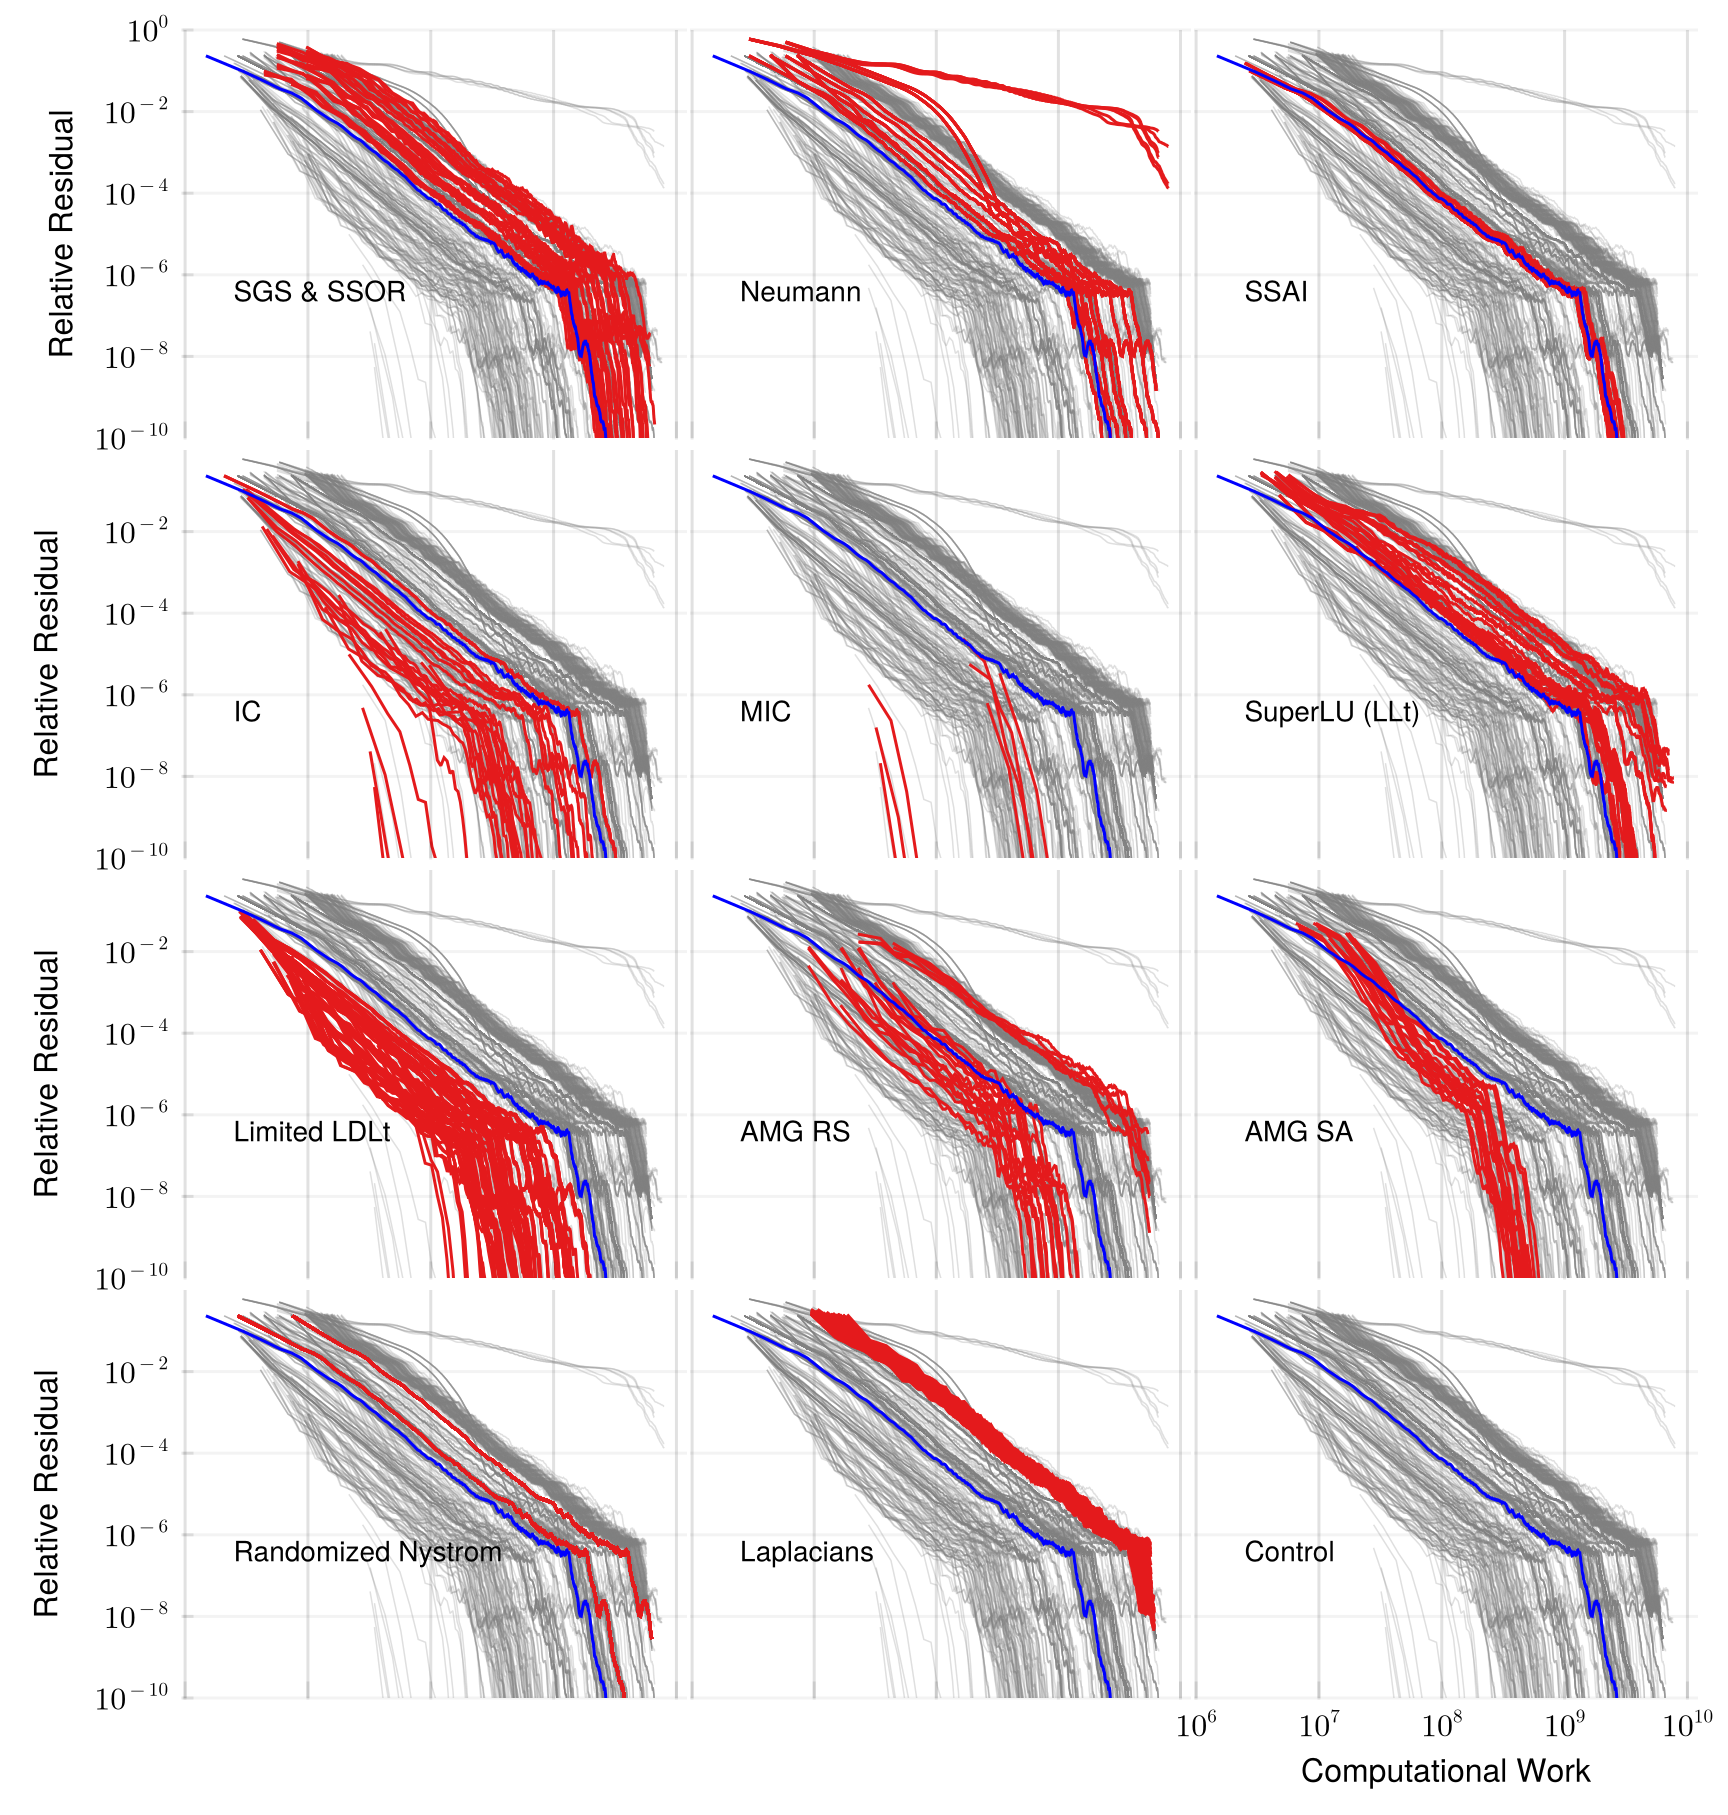 10^0
10^-2
10^-4
10^-6
10^-8
10^-10
Relative Residual
SGS & SSOR
Neumann
SSAI
10^-2
10^-4
10^-6
10^-8
10^-10
Relative Residual
IC
MIC
SuperLU (LLt)
10^-2
10^-4
10^-6
10^-8
10^-10
Relative Residual
Limited LDLt
AMG RS
AMG SA
10^-2
10^-4
10^-6
10^-8
10^-10
Relative Residual
Randomized Nystrom
Laplacians
Control
10^6 10^7 10^8 10^9 10^10
Computational Work